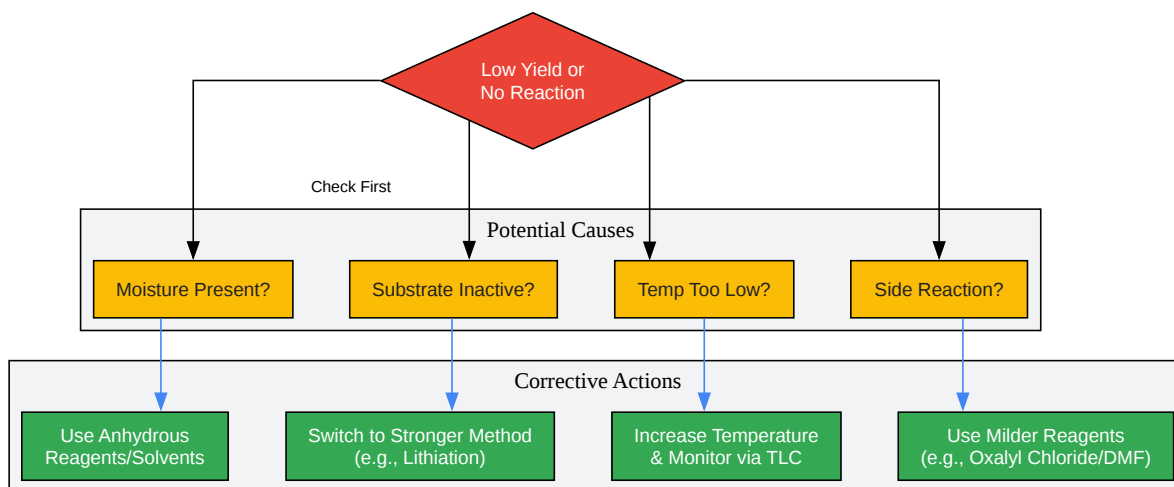 Low Yield or
No Reaction
Check First
Potential Causes
Moisture Present?
Substrate Inactive?
Temp Too Low?
Side Reaction?
Corrective Actions
Use Anhydrous
Reagents/Solvents
Switch to Stronger Method
(e.g., Lithiation)
Increase Temperature
& Monitor via TLC
Use Milder Reagents
(e.g., Oxalyl Chloride/DMF)